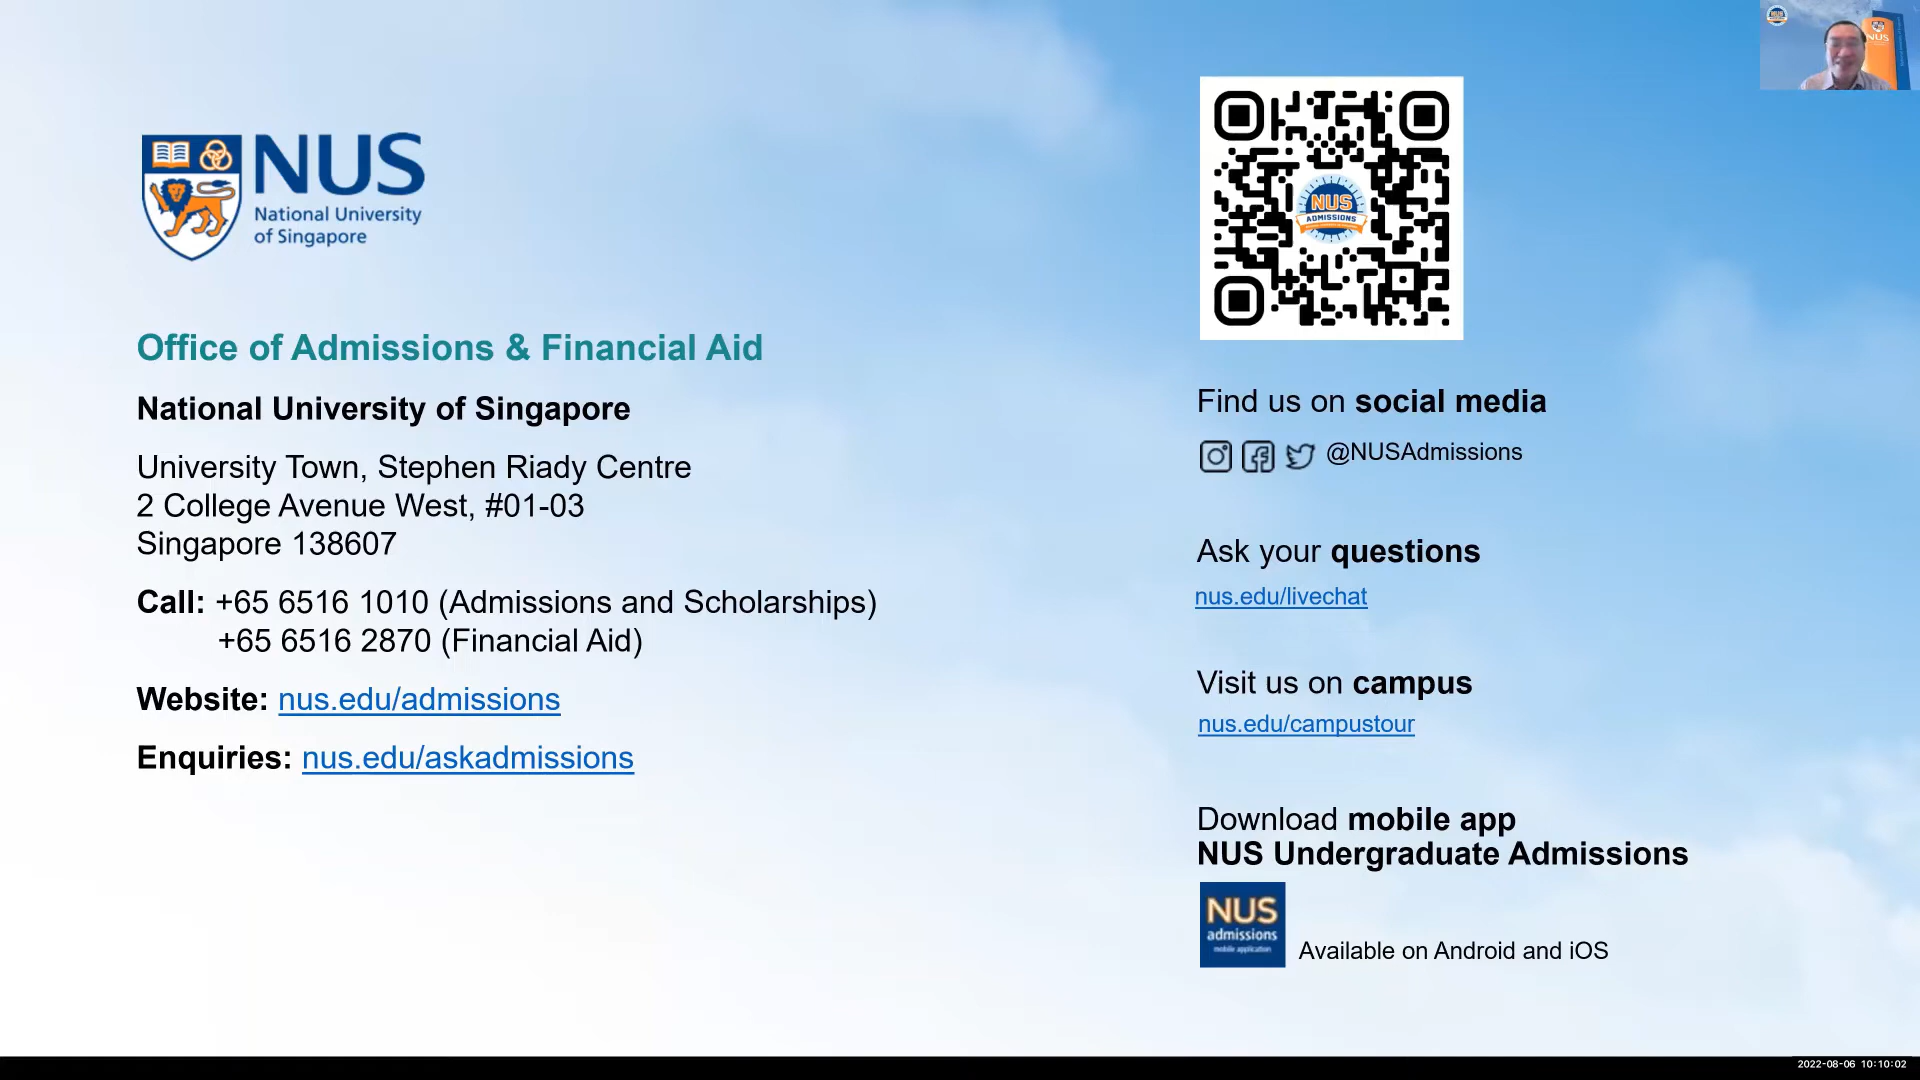 NUS
National University
of Singapore
Office of Admissions & Financial Aid
National University of Singapore
University Town, Stephen Riady Centre
2 College Avenue West, #01-03
Singapore 138607
Call: +65 6516 1010 (Admissions and Scholarships)
+65 6516 2870 (Financial Aid)
Website: nus.edu/admissions
Enquiries: nus.edu/askadmissions
NUS
ADMISSIONS
Find us on social media
@NUSAdmissions
Ask your questions
nus.edu/livechat
Visit us on campus
nus.edu/campustour
Download mobile app
NUS Undergraduate Admissions
NUS
admissions
mobile application
Available on Android and iOS
NUS
2022-08-06 10:10:02